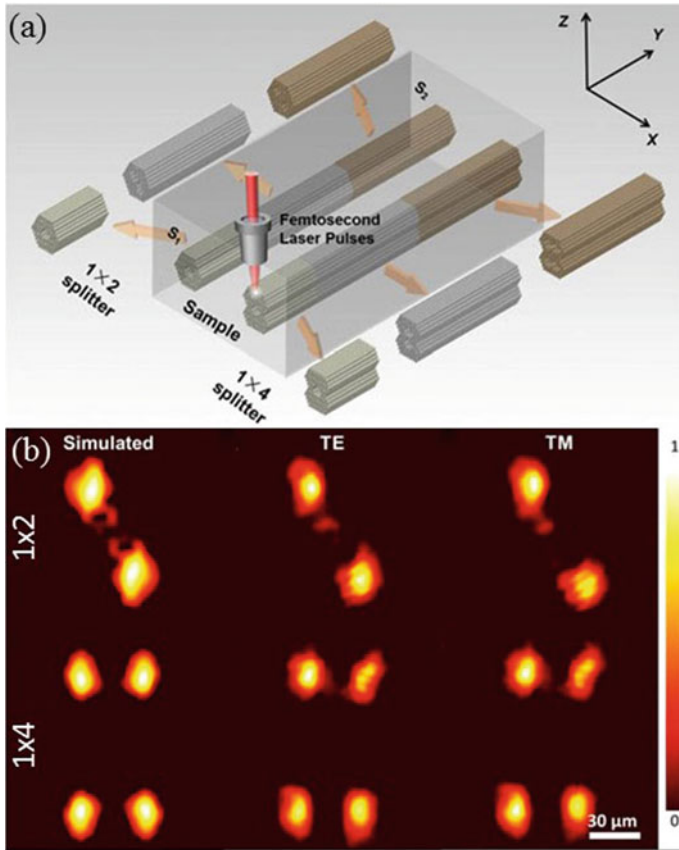 (a)
Z
Y
X
S2
Femtosecond
Laser Pulses
S1
1×2
splitter
Sample
1×4
splitter
(b)
Simulated
TE
TM
1
1x2
1x4
30 μm
0